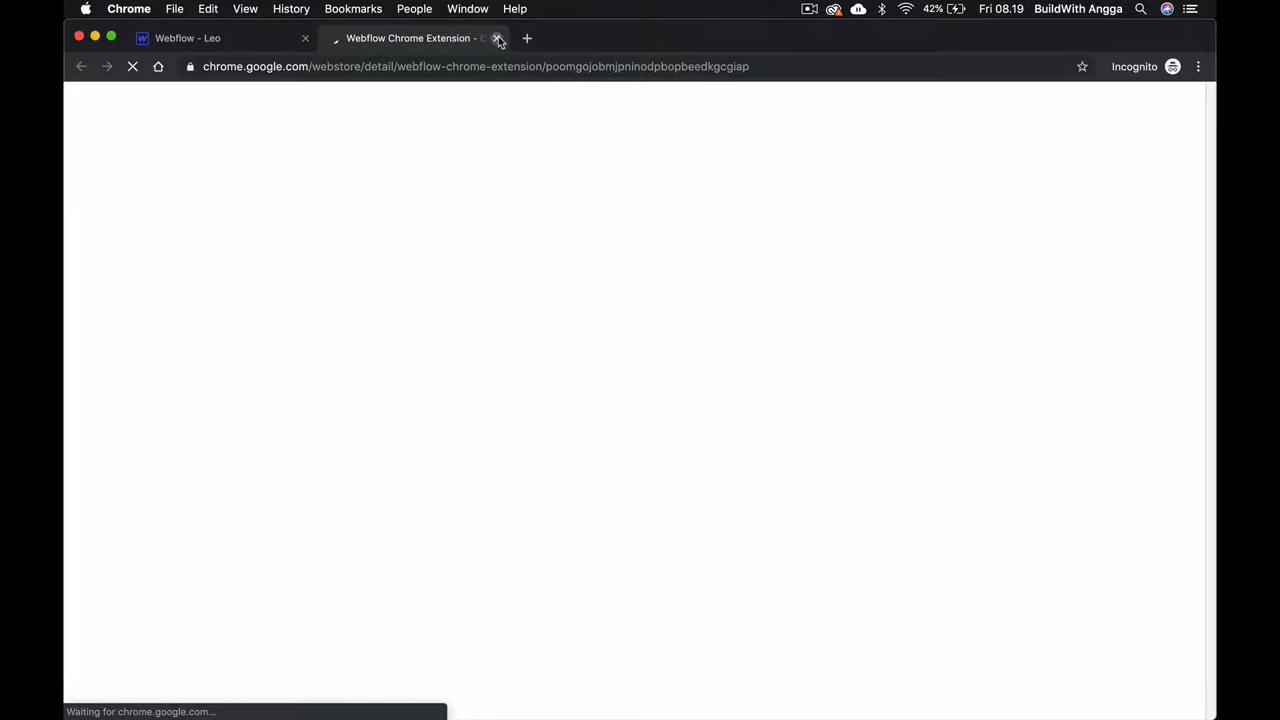 Chrome File Edit View History Bookmarks People Window Help 42% Fri 08.19 BuildWith Angga
Webflow - Leo Webflow Chrome Extension -
chrome.google.com/webstore/detail/webflow-chrome-extension/poomgojobmjpninodpbopbeedkgcgiap Incognito
Waiting for chrome.google.com...